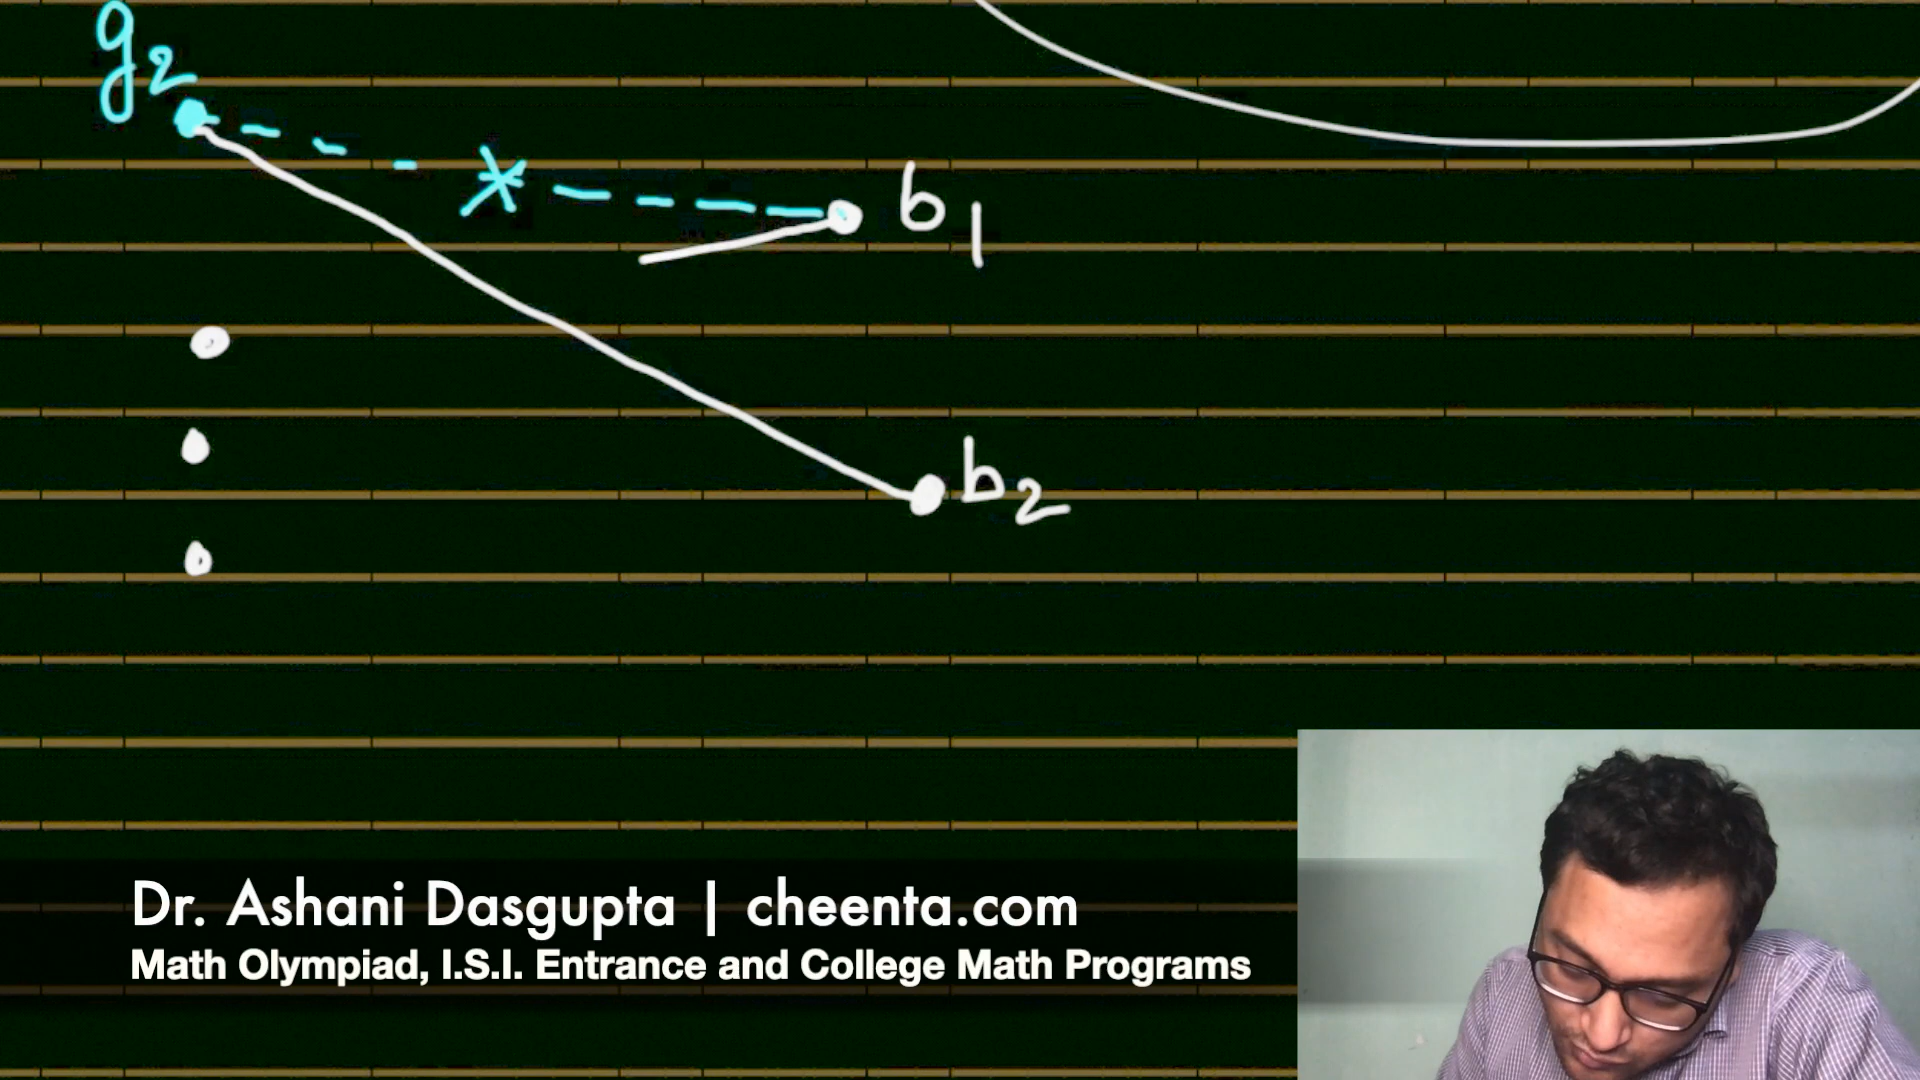 g2
b1
b2
Dr. Ashani Dasgupta | cheenta.com
Math Olympiad, I.S.I. Entrance and College Math Programs